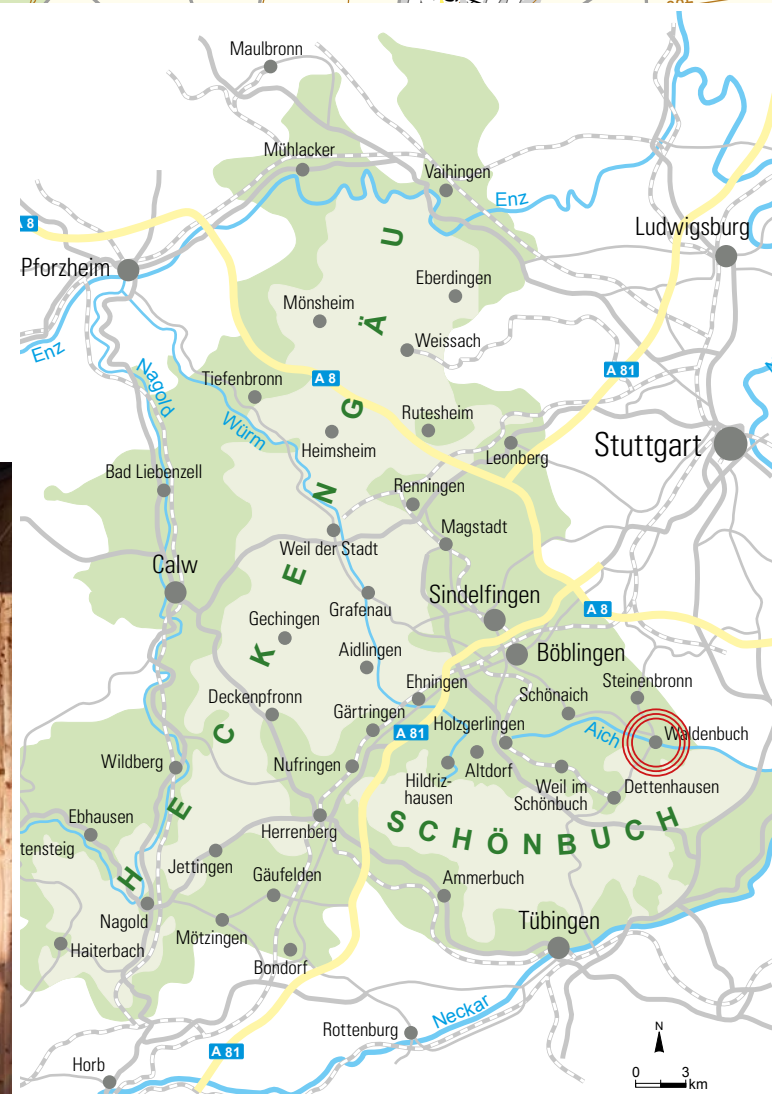 Maulbronn
Mühlacker
Vaihingen
Enz
A 8
Ludwigsburg
Pforzheim
Eberdingen
Mönsheim
Weissach
Enz
Nagold
Tiefenbronn
A 8
A 81
Würm
Rutesheim
Heimsheim
Leonberg
Stuttgart
Bad Liebenzell
Renningen
Magstadt
Weil der Stadt
Calw
Grafenau
Sindelfingen
A 8
Gechingen
Aidlingen
Böblingen
Ehningen
Schönaich
Steinenbronn
Deckenpfronn
Gärtringen
A 81
Holzgerlingen
Aich
Waldenbuch
Wildberg
Nufringen
Hildriz-
hausen
Altdorf
Weil im
Schönbuch
Dettenhausen
HECKENGÄU
SCHÖNBUCH
Ebhausen
tensteig
Herrenberg
Jettingen
Gäufelden
Ammerbuch
Nagold
Mötzingen
Haiterbach
Bondorf
Tübingen
Neckar
Rottenburg
A 81
Horb
N
0 3
km